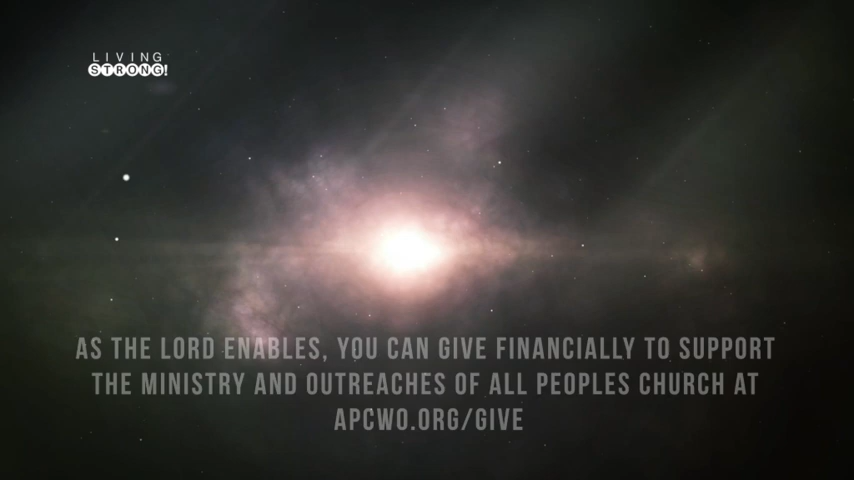 LIVING
STRONG!
AS THE LORD ENABLES, YOU CAN GIVE FINANCIALLY TO SUPPORT
THE MINISTRY AND OUTREACHES OF ALL PEOPLES CHURCH AT
APCWO.ORG/GIVE